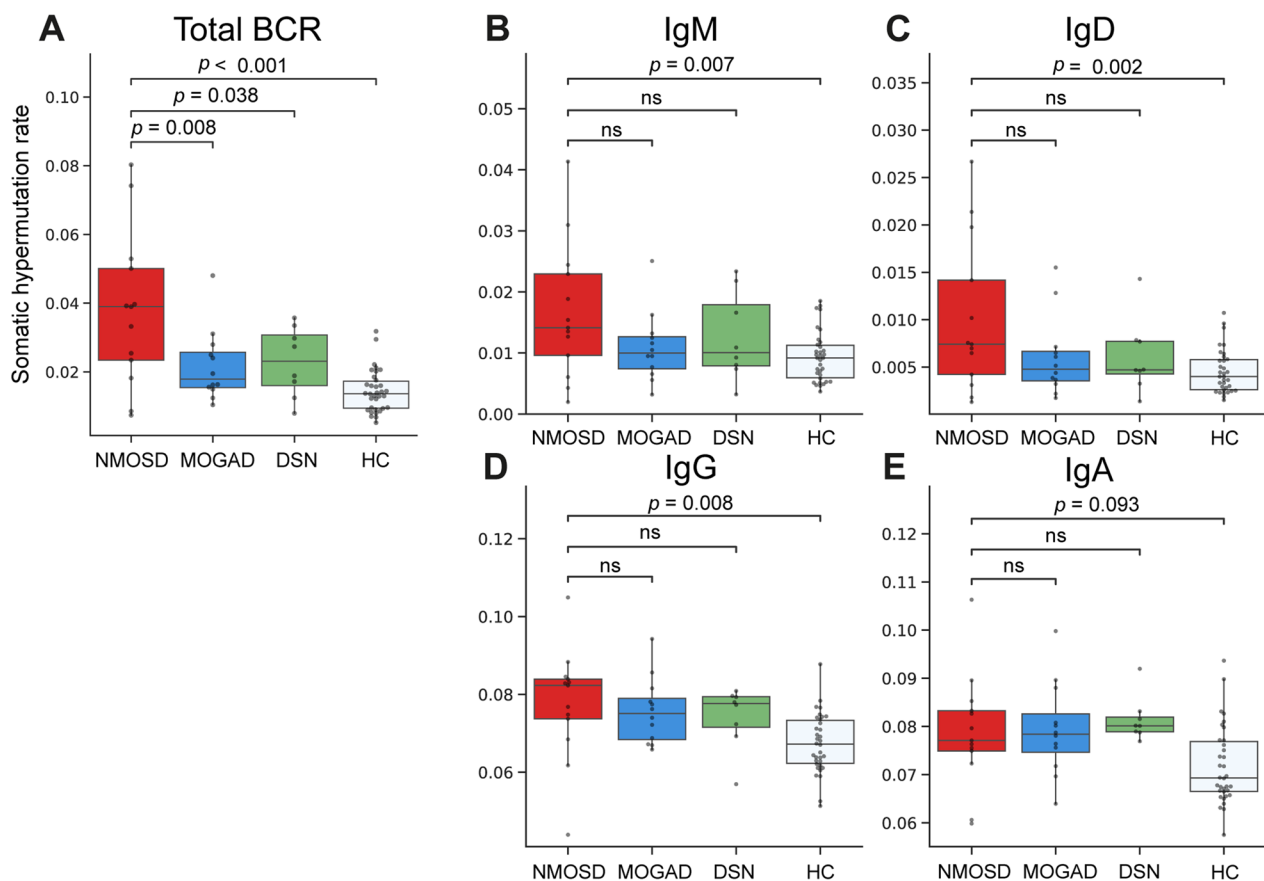 A Total BCR
p < 0.001
p = 0.038
p = 0.008
Somatic hypermutation rate
0.10
0.08
0.06
0.04
0.02
NMOSD MOGAD DSN HC
B IgM
p = 0.007
ns
ns
0.05
0.04
0.03
0.02
0.01
0.00
NMOSD MOGAD DSN HC
C IgD
p = 0.002
ns
ns
0.035
0.030
0.025
0.020
0.015
0.010
0.005
NMOSD MOGAD DSN HC
D IgG
p = 0.008
ns
ns
0.12
0.10
0.08
0.06
NMOSD MOGAD DSN HC
E IgA
p = 0.093
ns
ns
0.12
0.11
0.10
0.09
0.08
0.07
0.06
NMOSD MOGAD DSN HC